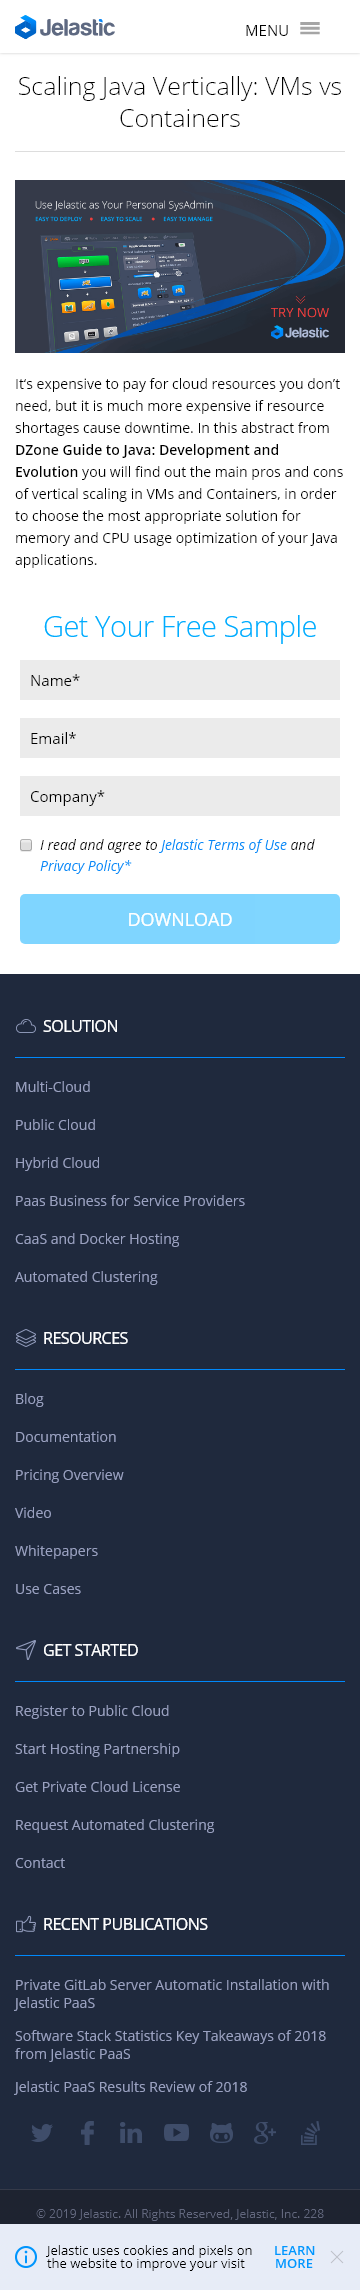 Jelastic
MENU
Scaling Java Vertically: VMs vs
Containers
Use Jelastic as Your Personal SysAdmin
EASY TO DEPLOY • EASY TO SCALE • EASY TO MANAGE
TRY NOW
Jelastic
It's expensive to pay for cloud resources you don't
need, but it is much more expensive if resource
shortages cause downtime. In this abstract from
DZone Guide to Java: Development and
Evolution you will find out the main pros and cons
of vertical scaling in VMs and Containers, in order
to choose the most appropriate solution for
memory and CPU usage optimization of your Java
applications.
Get Your Free Sample
Name*
Email*
Company*
I read and agree to Jelastic Terms of Use and
Privacy Policy*
DOWNLOAD
SOLUTION
Multi-Cloud
Public Cloud
Hybrid Cloud
Paas Business for Service Providers
CaaS and Docker Hosting
Automated Clustering
RESOURCES
Blog
Documentation
Pricing Overview
Video
Whitepapers
Use Cases
GET STARTED
Register to Public Cloud
Start Hosting Partnership
Get Private Cloud License
Request Automated Clustering
Contact
RECENT PUBLICATIONS
Private GitLab Server Automatic Installation with
Jelastic PaaS
Software Stack Statistics Key Takeaways of 2018
from Jelastic PaaS
Jelastic PaaS Results Review of 2018
© 2019 Jelastic. All Rights Reserved, Jelastic, Inc. 228
Jelastic uses cookies and pixels on
the website to improve your visit
LEARN
MORE